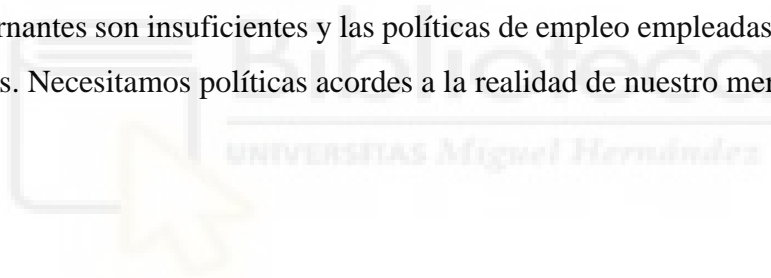 rnantes son insuficientes y las políticas de empleo empleadas
s. Necesitamos políticas acordes a la realidad de nuestro mer
Biblioteca
UNIVERSITAS Miguel Hernández